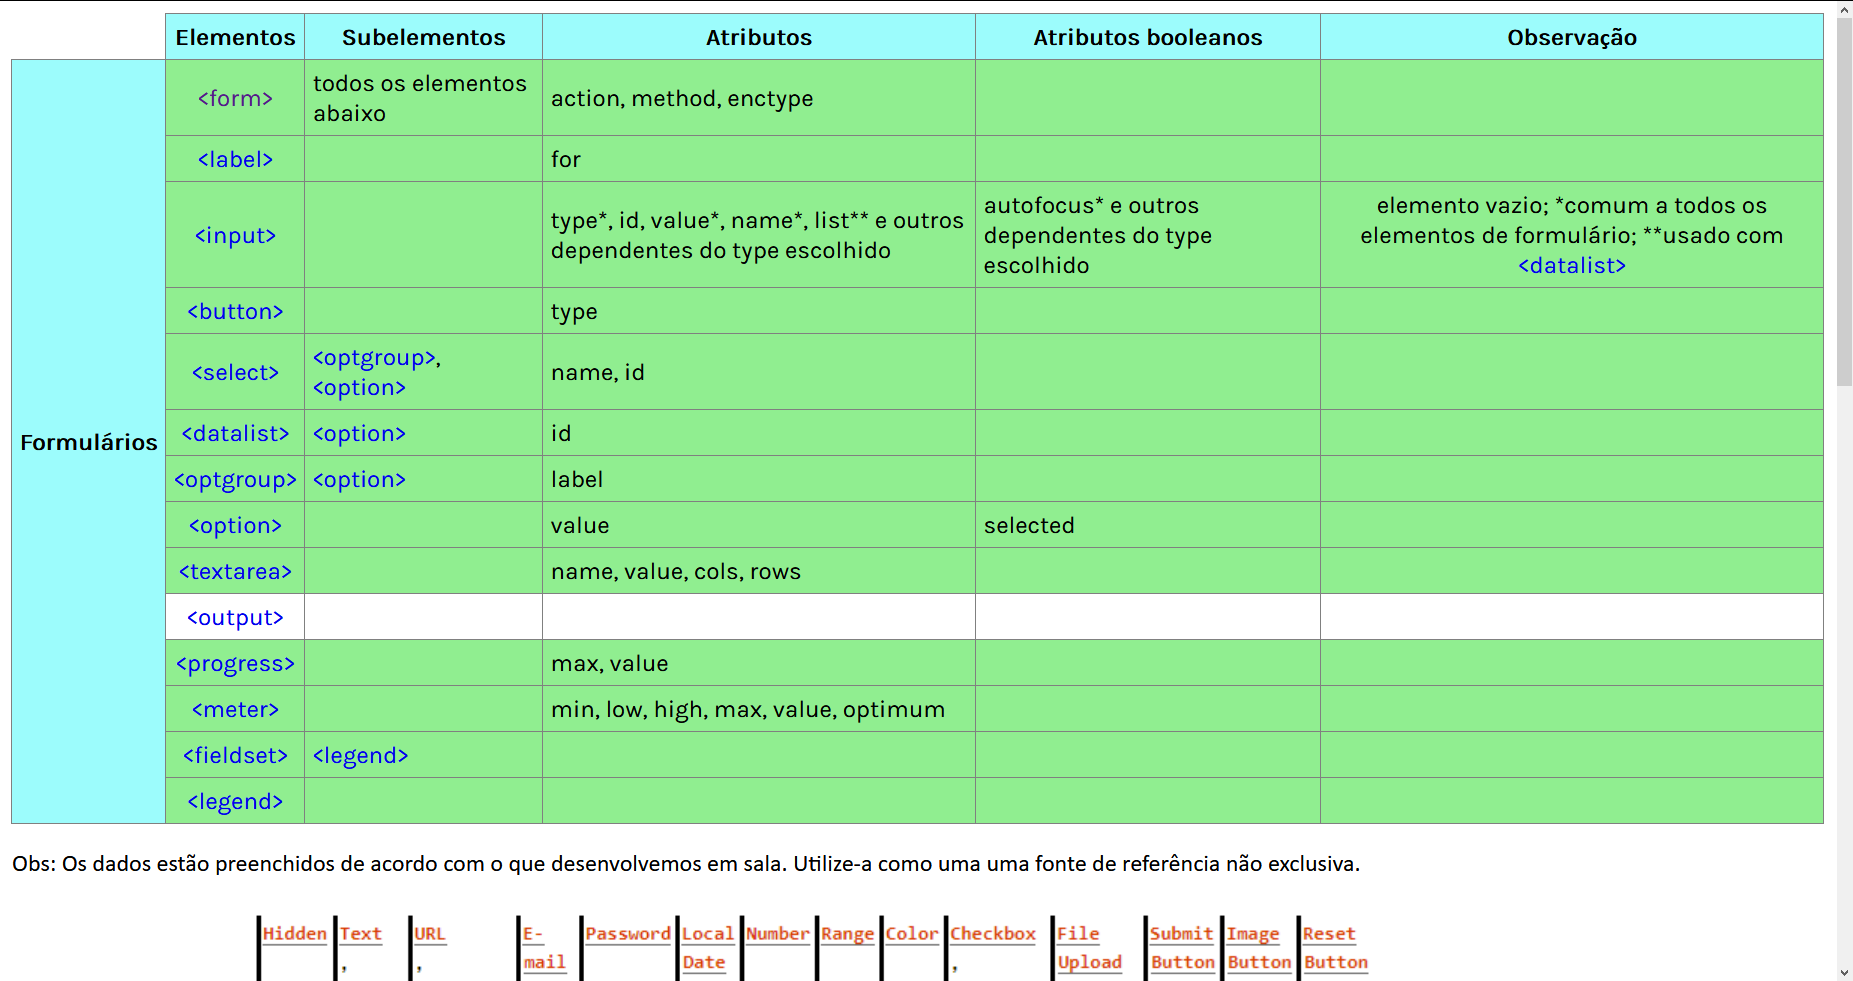 Elementos Subelementos Atributos Atributos booleanos Observação
Formulários
<form> todos os elementos abaixo action, method, enctype
<label> for
<input> type*, id, value*, name*, list** e outros dependentes do type escolhido autofocus* e outros dependentes do type escolhido elemento vazio; *comum a todos os elementos de formulário; **usado com <datalist>
<button> type
<select> <optgroup>, <option> name, id
<datalist> <option> id
<optgroup> <option> label
<option> value selected
<textarea> name, value, cols, rows
<output>
<progress> max, value
<meter> min, low, high, max, value, optimum
<fieldset> <legend>
<legend>
Obs: Os dados estão preenchidos de acordo com o que desenvolvemos em sala. Utilize-a como uma uma fonte de referência não exclusiva.
Hidden Text URL E- Password Local Number Range Color Checkbox File Submit Image Reset
, , mail Date , Upload Button Button Button